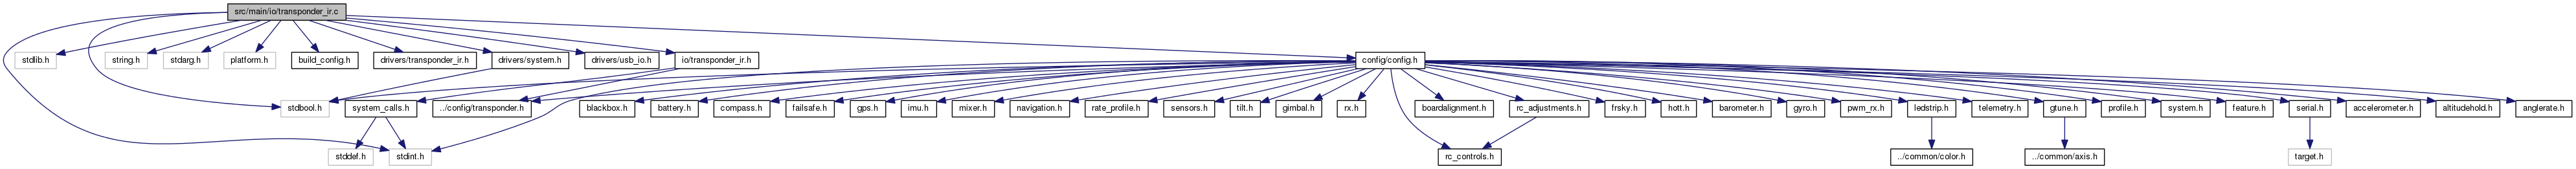 src/main/io/transponder_ir.c
stdlib.h
string.h
stdarg.h
platform.h
build_config.h
drivers/transponder_ir.h
drivers/system.h
drivers/usb_io.h
io/transponder_ir.h
config/config.h
stdbool.h
system_calls.h
../config/transponder.h
blackbox.h
battery.h
compass.h
failsafe.h
gps.h
imu.h
mixer.h
navigation.h
rate_profile.h
sensors.h
tilt.h
gimbal.h
rx.h
boardalignment.h
rc_adjustments.h
frsky.h
hott.h
barometer.h
gyro.h
pwm_rx.h
ledstrip.h
telemetry.h
gtune.h
profile.h
system.h
feature.h
serial.h
accelerometer.h
altitudehold.h
anglerate.h
stddef.h
stdint.h
rc_controls.h
../common/color.h
../common/axis.h
target.h